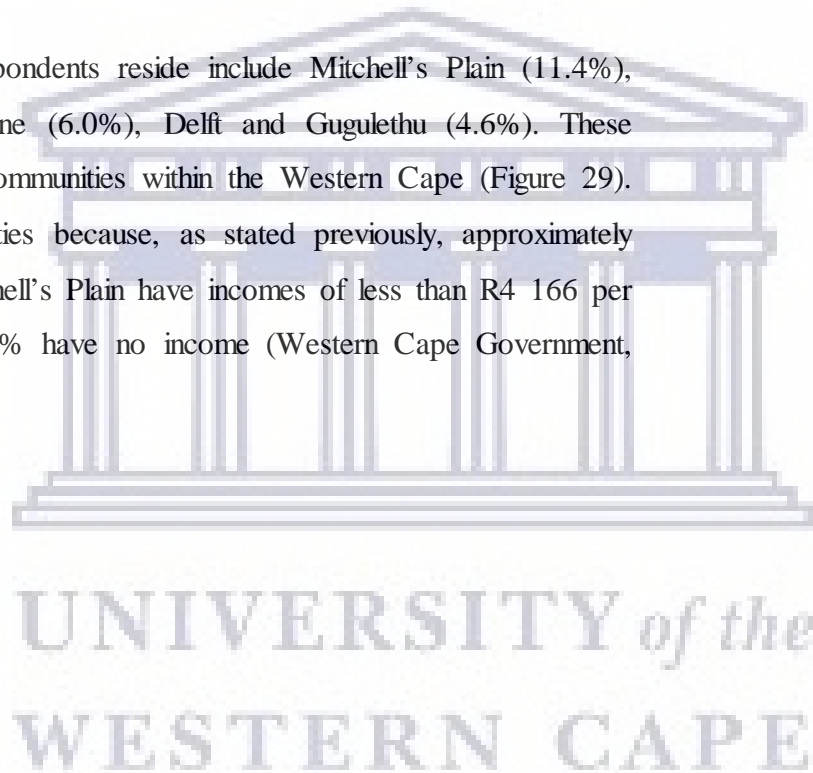 pondents reside include Mitchell's Plain (11.4%),
ne (6.0%), Delft and Gugulethu (4.6%). These
ommunities within the Western Cape (Figure 29).
ties because, as stated previously, approximately
hell's Plain have incomes of less than R4 166 per
% have no income (Western Cape Government,
UNIVERSITY of the
WESTERN CAPE